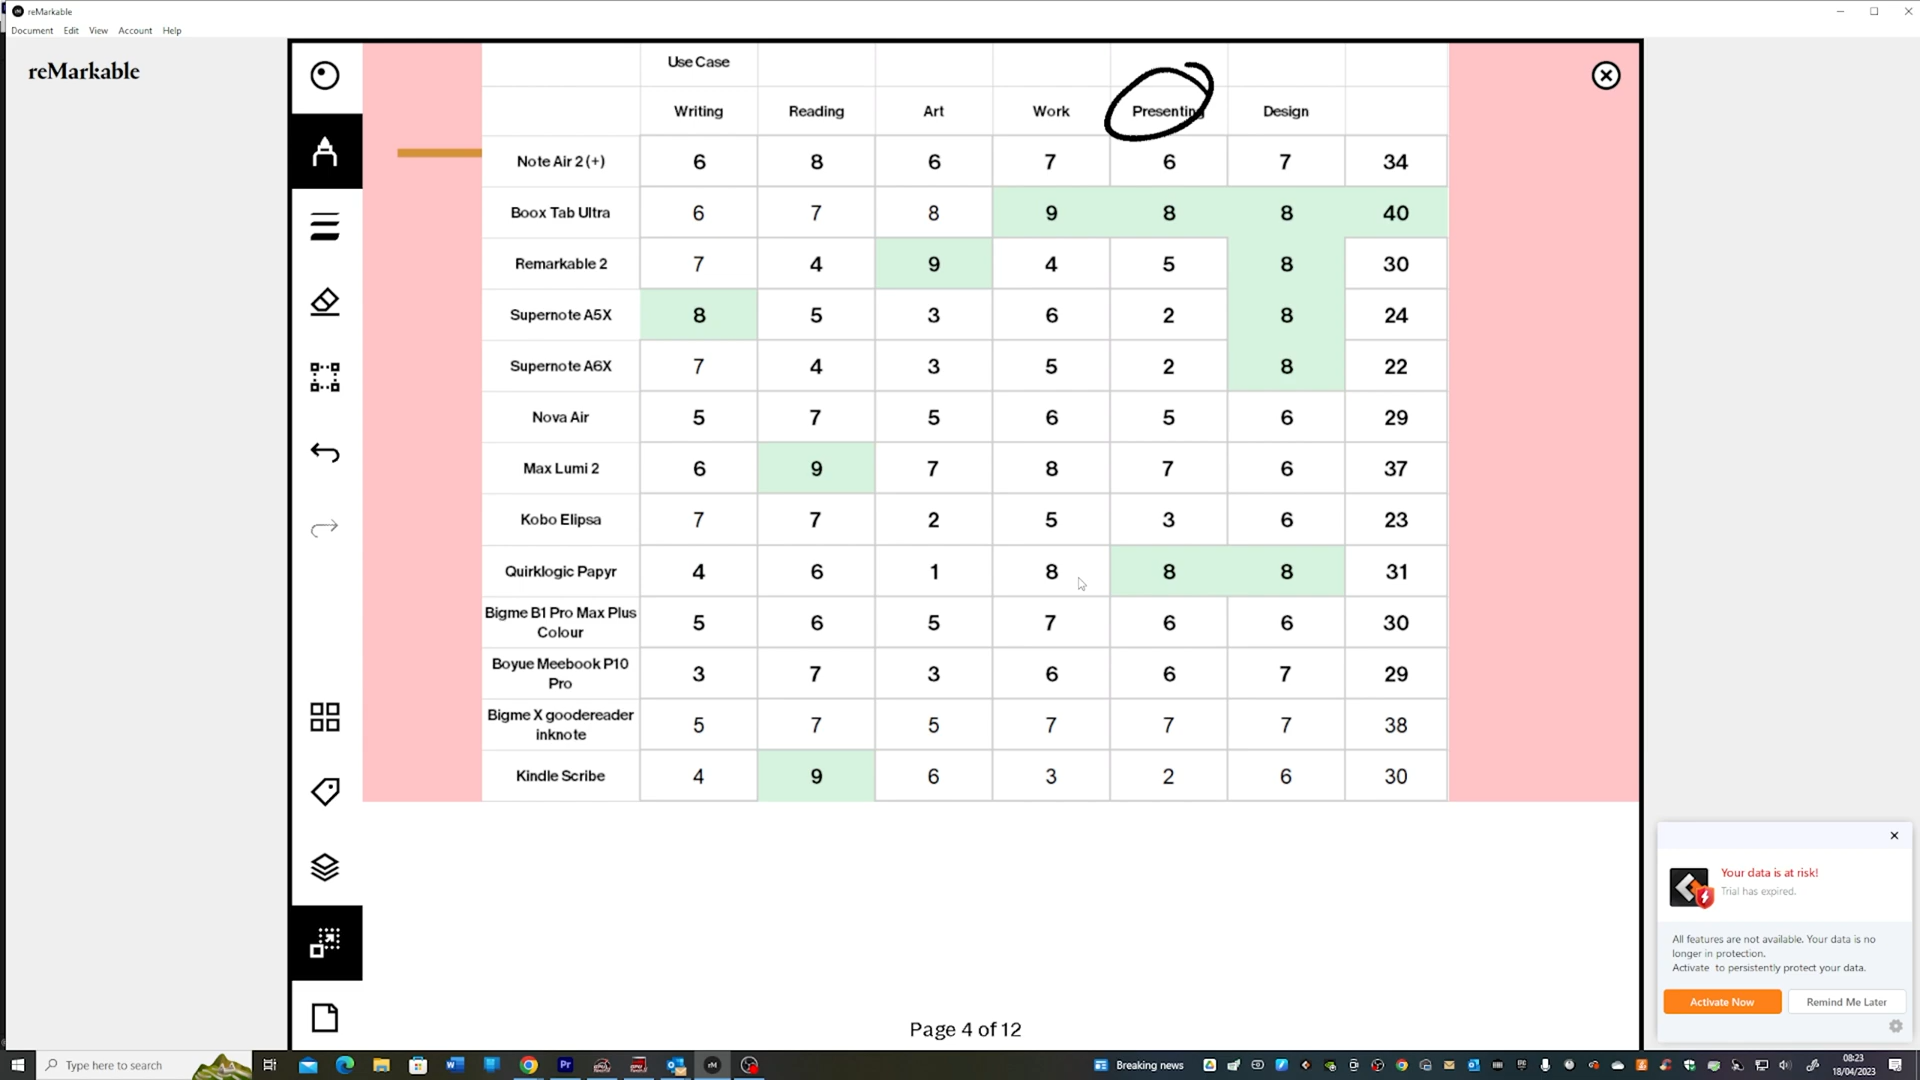 reMarkable
Document Edit View Account Help
reMarkable
Use Case
Writing Reading Art Work Presenting Design
Note Air 2 (+) 6 8 6 7 6 7 34
Boox Tab Ultra 6 7 8 9 8 8 40
Remarkable 2 7 4 9 4 5 8 30
Supernote A5X 8 5 3 6 2 8 24
Supernote A6X 7 4 3 5 2 8 22
Nova Air 5 7 5 6 5 6 29
Max Lumi 2 6 9 7 8 7 6 37
Kobo Elipsa 7 7 2 5 3 6 23
Quirklogic Papyr 4 6 1 8 8 8 31
Bigme B1 Pro Max Plus
Colour 5 6 5 7 6 6 30
Boyue Meebook P10
Pro 3 7 3 6 6 7 29
Bigme X goodereader
inknote 5 7 5 7 7 7 38
Kindle Scribe 4 9 6 3 2 6 30
Page 4 of 12
Your data is at risk!
Trial has expired.
All features are not available. Your data is no
longer in protection.
Activate to persistently protect your data.
Activate Now Remind Me Later
Type here to search
Breaking news
08:23
18/04/2023